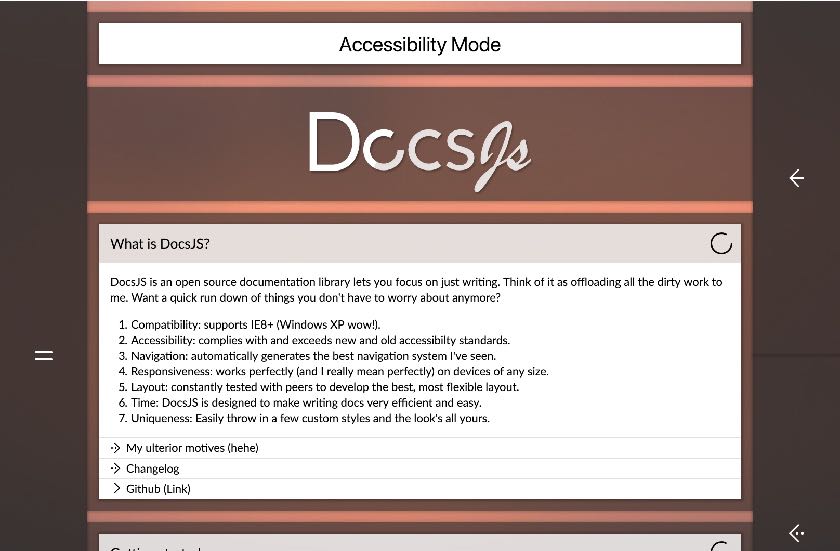 Accessibility Mode
DocsJs
What is DocsJS?
DocsJS is an open source documentation library lets you focus on just writing. Think of it as offloading all the dirty work to
me. Want a quick run down of things you don't have to worry about anymore?
1. Compatibility: supports IE8+ (Windows XP wow!).
2. Accessibility: complies with and exceeds new and old accessibilty standards.
3. Navigation: automatically generates the best navigation system I've seen.
4. Responsiveness: works perfectly (and I really mean perfectly) on devices of any size.
5. Layout: constantly tested with peers to develop the best, most flexible layout.
6. Time: DocsJS is designed to make writing docs very efficient and easy.
7. Uniqueness: Easily throw in a few custom styles and the look's all yours.
My ulterior motives (hehe)
Changelog
Github (Link)